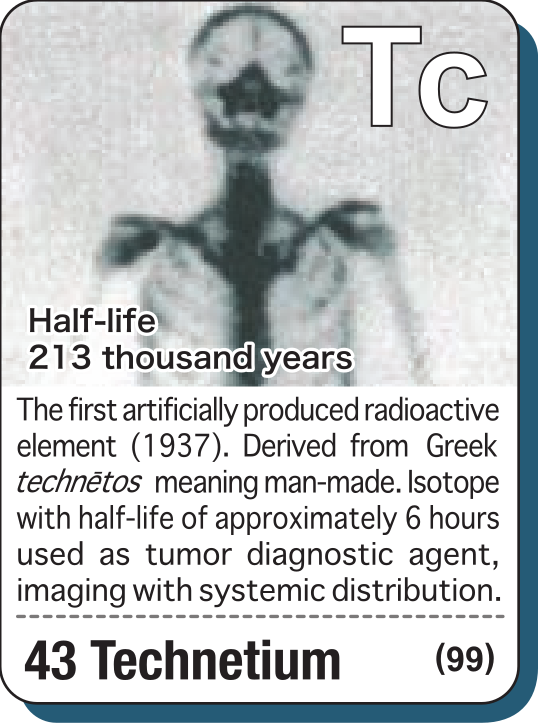 Tc
Half-life
213 thousand years
The first artificially produced radioactive
element (1937). Derived from Greek
technētos meaning man-made. Isotope
with half-life of approximately 6 hours
used as tumor diagnostic agent,
imaging with systemic distribution.
43 Technetium (99)